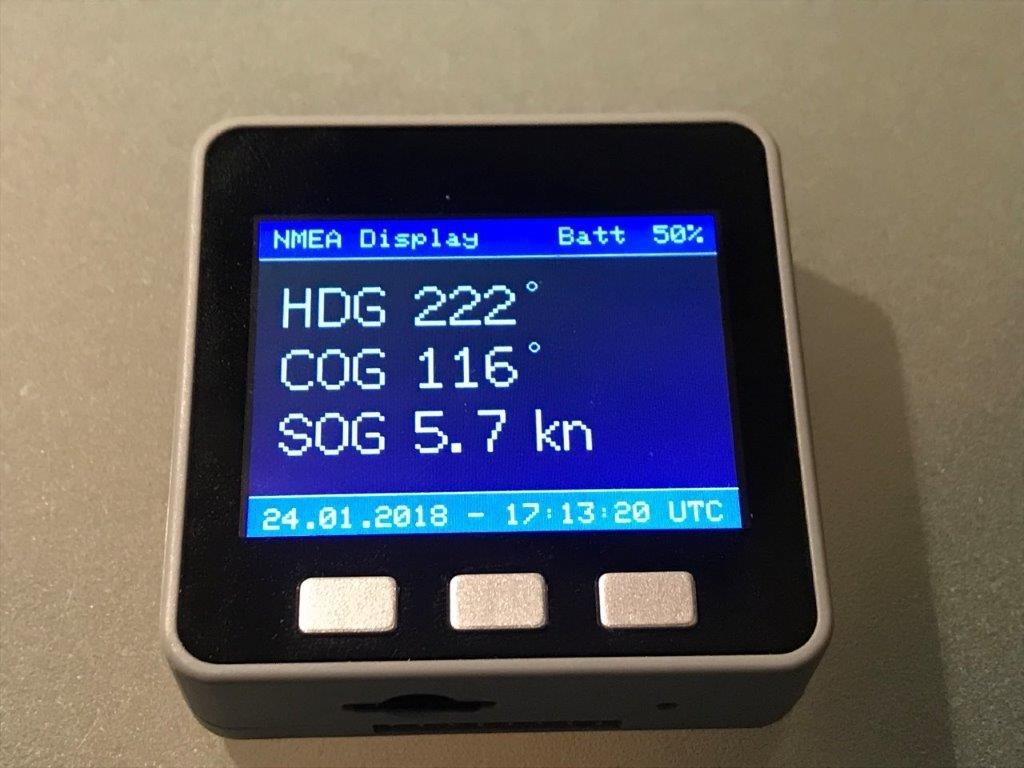 NMEA Display Batt 50%
HDG 222°
COG 116°
SOG 5.7 kn
24.01.2018 - 17:13:20 UTC